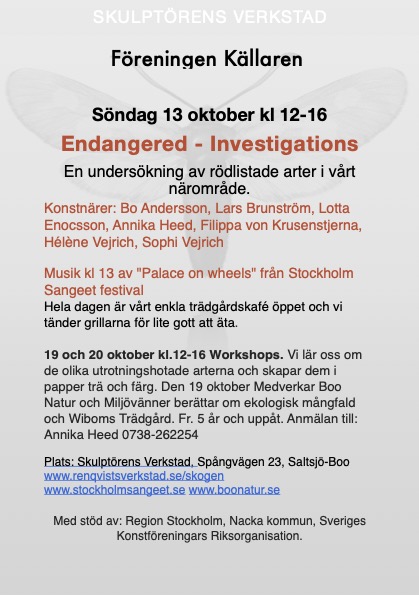 SKULPTÖRENS VERKSTAD
Föreningen Källaren
Söndag 13 oktober kl 12-16
Endangered - Investigations
En undersökning av rödlistade arter i vårt
närområde.
Konstnärer: Bo Andersson, Lars Brunström, Lotta
Enocsson, Annika Heed, Filippa von Krusenstjerna,
Hélène Vejrich, Sophi Vejrich
Musik kl 13 av "Palace on wheels" från Stockholm
Sangeet festival
Hela dagen är vårt enkla trädgårdskafé öppet och vi
tänder grillarna för lite gott att äta.
19 och 20 oktober kl.12-16 Workshops. Vi lär oss om
de olika utrotningshotade arterna och skapar dem i
papper trä och färg. Den 19 oktober Medverkar Boo
Natur och Miljövänner berättar om ekologisk mångfald
och Wiboms Trädgård. Fr. 5 år och uppåt. Anmälan till:
Annika Heed 0738-262254
Plats: Skulptörens Verkstad, Spångvägen 23, Saltsjö-Boo
www.renqvistsverkstad.se/skogen
www.stockholmsangeet.se www.boonatur.se
Med stöd av: Region Stockholm, Nacka kommun, Sveriges
Konstföreningars Riksorganisation.